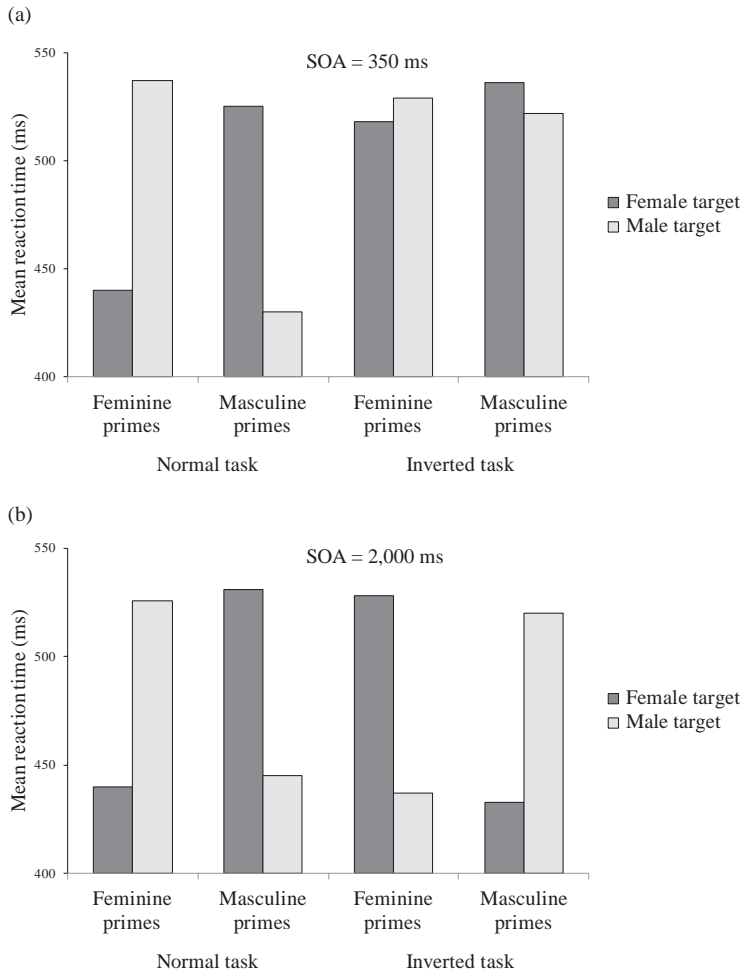 (a)
SOA = 350 ms
Mean reaction time (ms)
550
500
450
400
Female target
Male target
Feminine primes
Masculine primes
Feminine primes
Masculine primes
Normal task
Inverted task
(b)
SOA = 2,000 ms
Mean reaction time (ms)
550
500
450
400
Female target
Male target
Feminine primes
Masculine primes
Feminine primes
Masculine primes
Normal task
Inverted task